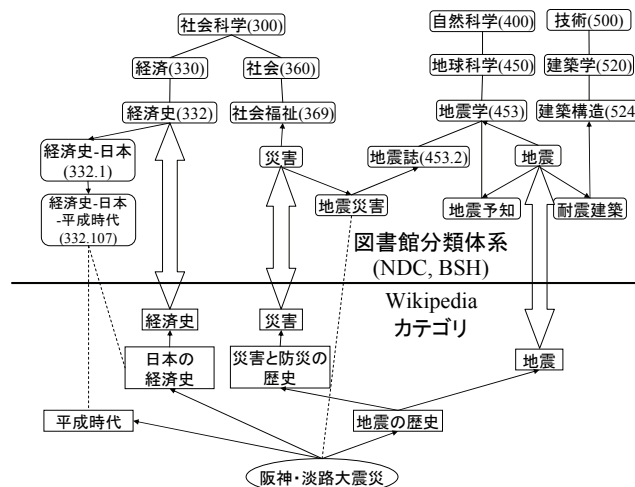 社会科学(300)
自然科学(400)
技術(500)
経済(330)
社会(360)
地球科学(450)
建築学(520)
経済史(332)
社会福祉(369)
地震学(453)
建築構造(524
経済史-日本
(332.1)
災害
地震誌(453.2)
地震
経済史-日本
-平成時代
(332.107)
地震災害
地震予知
耐震建築
図書館分類体系
(NDC, BSH)
Wikipedia
カテゴリ
経済史
災害
地震
日本の
経済史
災害と防災の
歴史
平成時代
地震の歴史
阪神・淡路大震災